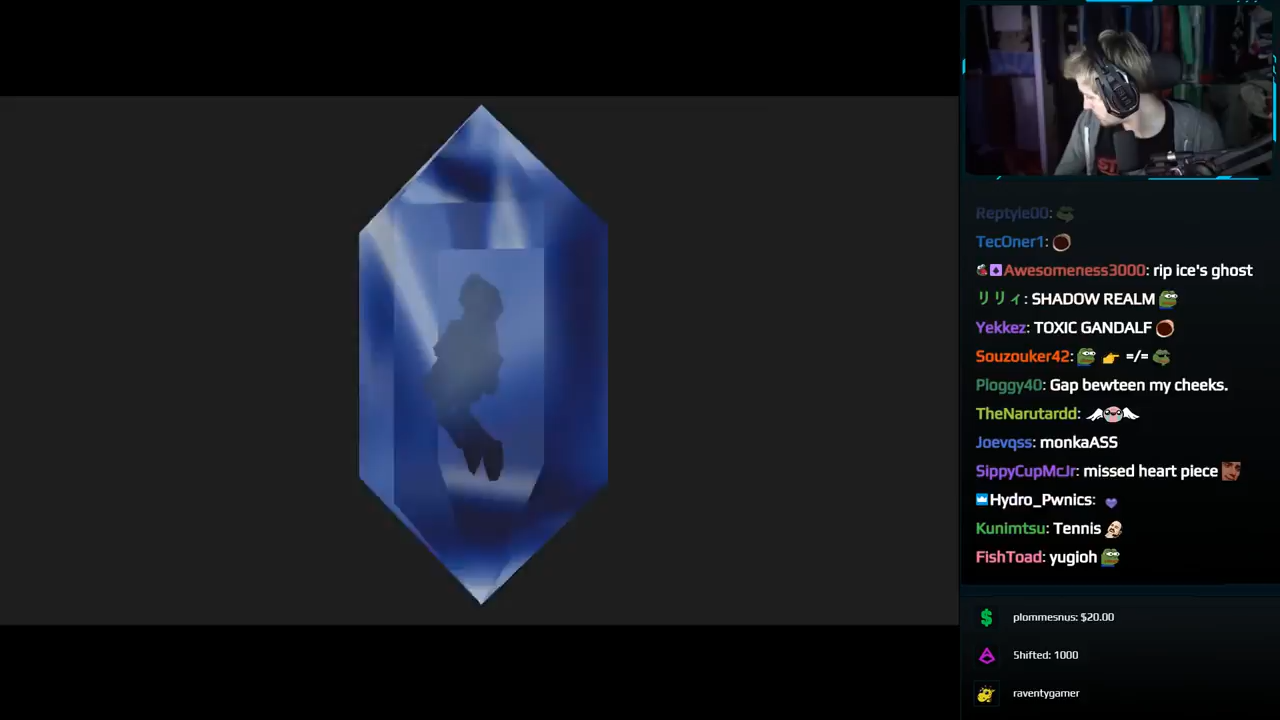 Reptyle00:
TecOner1:
Awesomeness3000: rip ice's ghost
リリィ: SHADOW REALM
Yekkez: TOXIC GANDALF
Souzouker42: =/=
Ploggy40: Gap bewteen my cheeks.
TheNarutardd:
Joevqss: monkaASS
SippyCupMcJr: missed heart piece
Hydro_Pwnics:
Kunimtsu: Tennis
FishToad: yugioh
plommesnus: $20.00
Shifted: 1000
raventygamer